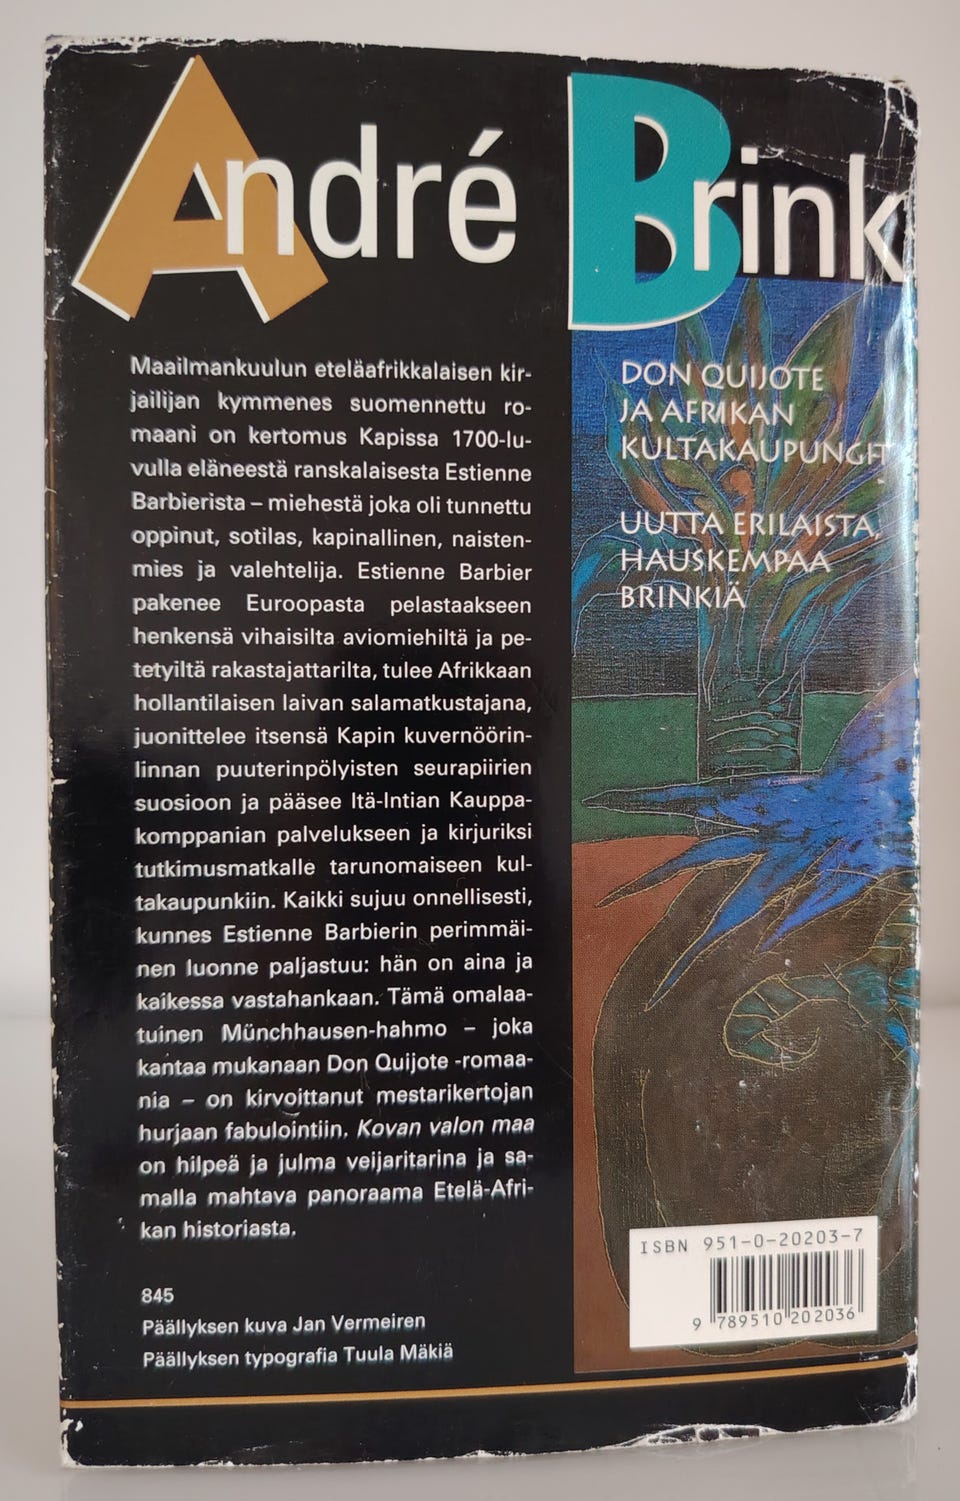 André Brink
Maailmankuulun eteläafrikkalaisen kir-
jailijan kymmenes suomennettu ro-
maani on kertomus Kapissa 1700-lu-
vulla eläneestä ranskalaisesta Estienne
Barbierista – miehestä joka oli tunnettu
oppinut, sotilas, kapinallinen, naisten-
mies ja valehtelija. Estienne Barbier
pakenee Euroopasta pelastaakseen
henkensä vihaisilta aviomiehiltä ja pe-
tetyiltä rakastajattarilta, tulee Afrikkaan
hollantilaisen laivan salamatkustajana,
juonittelee itsensä Kapin kuvernöörin-
linnan puuterinpölyisten seurapiirien
suosioon ja pääsee Itä-Intian Kauppa-
komppanian palvelukseen ja kirjuriksi
tutkimusmatkalle tarunomaiseen kul-
takaupunkiin. Kaikki sujuu onnellisesti,
kunnes Estienne Barbierin perimmäi-
nen luonne paljastuu: hän on aina ja
kaikessa vastahankaan. Tämä omalaa-
tuinen Münchhausen-hahmo – joka
kantaa mukanaan Don Quijote -romaa-
nia – on kirvoittanut mestarikertojan
hurjaan fabulointiin. Kovan valon maa
on hilpeä ja julma veijaritarina ja sa-
malla mahtava panoraama Etelä-Afri-
kan historiasta.
845
Päällyksen kuva Jan Vermeiren
Päällyksen typografia Tuula Mäkiä
DON QUIJOTE
JA AFRIKAN
KULTAKAUPUNGIT
UUTTA ERILAISTA,
HAUSKEMPAA
BRINKIÄ
ISBN 951-0-20203-7
9 789510 202036